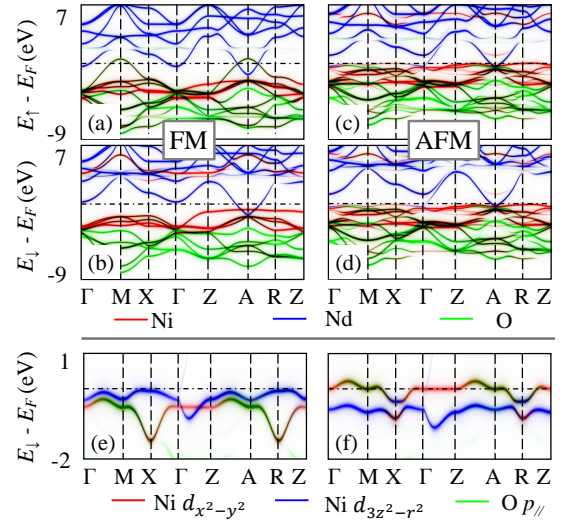 7
E↑ - E_F (eV)
-9
(a)
(c)
FM
AFM
7
E↓ - E_F (eV)
-9
(b)
(d)
Γ M X Γ Z A R Z
Γ M X Γ Z A R Z
Ni Nd O
1
E↓ - E_F (eV)
-2
(e)
(f)
Γ M X Γ Z A R Z
Γ M X Γ Z A R Z
Ni d_{x²−y²} Ni d_{3z²−r²} O p_{//}